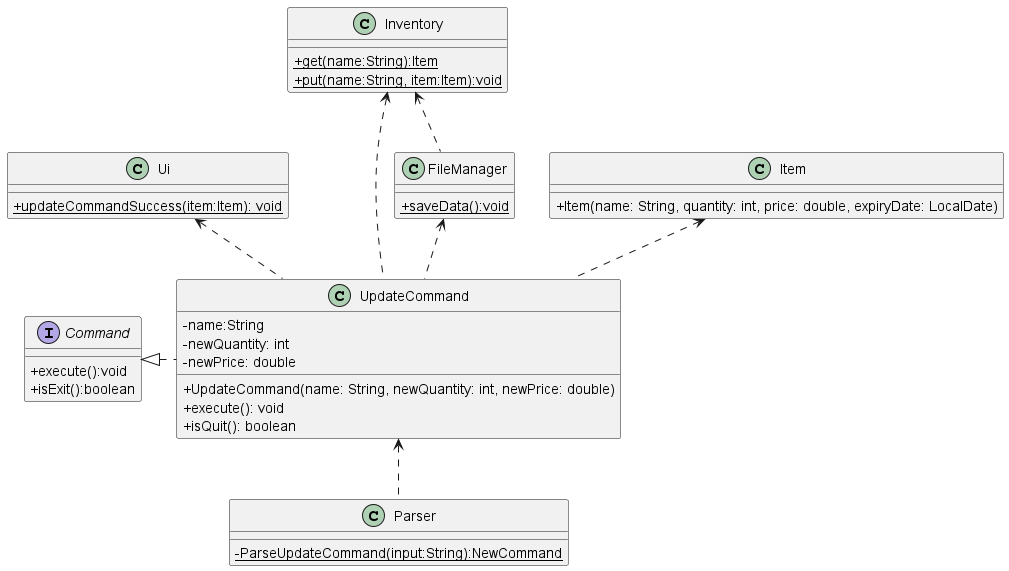 C Inventory
+get(name:String):Item
+put(name:String, item:Item):void
C Ui
+updateCommandSuccess(item:Item): void
C FileManager
+saveData():void
C Item
+Item(name: String, quantity: int, price: double, expiryDate: LocalDate)
I Command
+execute():void
+isExit():boolean
C UpdateCommand
-name:String
-newQuantity: int
-newPrice: double
+UpdateCommand(name: String, newQuantity: int, newPrice: double)
+execute(): void
+isQuit(): boolean
C Parser
-ParseUpdateCommand(input:String):NewCommand